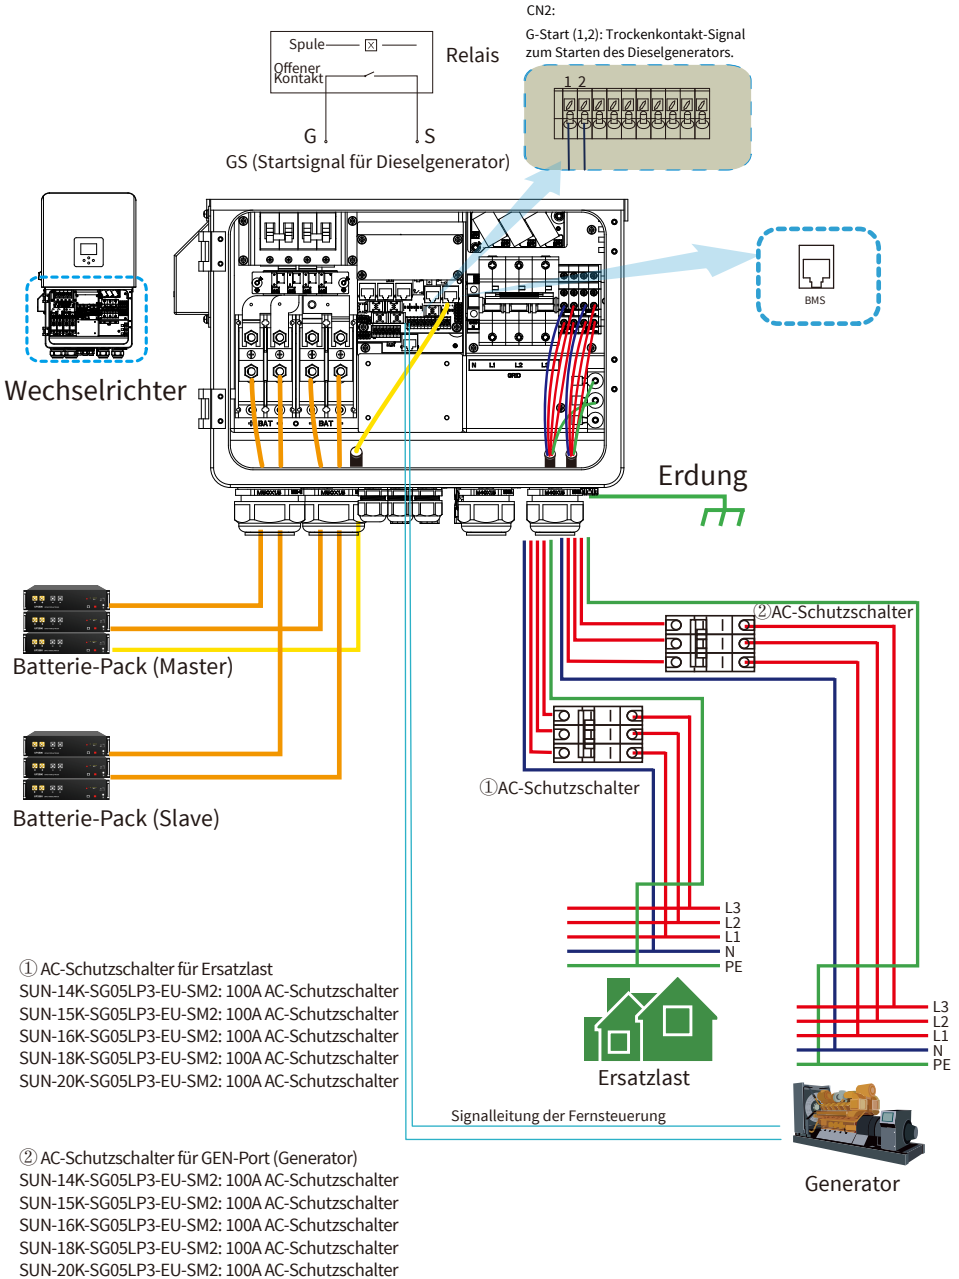 CN2:
G-Start (1,2): Trockenkontakt-Signal
zum Starten des Dieselgenerators.
1 2
Spule
Offener
Kontakt
Relais
G S
GS (Startsignal für Dieselgenerator)
BMS
Wechselrichter
N L1 L2
GRID
+ BAT -
BAT -
Erdung
②AC-Schutzschalter
Batterie-Pack (Master)
①AC-Schutzschalter
Batterie-Pack (Slave)
L3
L2
L1
N
PE
① AC-Schutzschalter für Ersatzlast
SUN-14K-SG05LP3-EU-SM2: 100A AC-Schutzschalter
SUN-15K-SG05LP3-EU-SM2: 100A AC-Schutzschalter
SUN-16K-SG05LP3-EU-SM2: 100A AC-Schutzschalter
SUN-18K-SG05LP3-EU-SM2: 100A AC-Schutzschalter
SUN-20K-SG05LP3-EU-SM2: 100A AC-Schutzschalter
L3
L2
L1
N
PE
Ersatzlast
Signalleitung der Fernsteuerung
Generator
② AC-Schutzschalter für GEN-Port (Generator)
SUN-14K-SG05LP3-EU-SM2: 100A AC-Schutzschalter
SUN-15K-SG05LP3-EU-SM2: 100A AC-Schutzschalter
SUN-16K-SG05LP3-EU-SM2: 100A AC-Schutzschalter
SUN-18K-SG05LP3-EU-SM2: 100A AC-Schutzschalter
SUN-20K-SG05LP3-EU-SM2: 100A AC-Schutzschalter